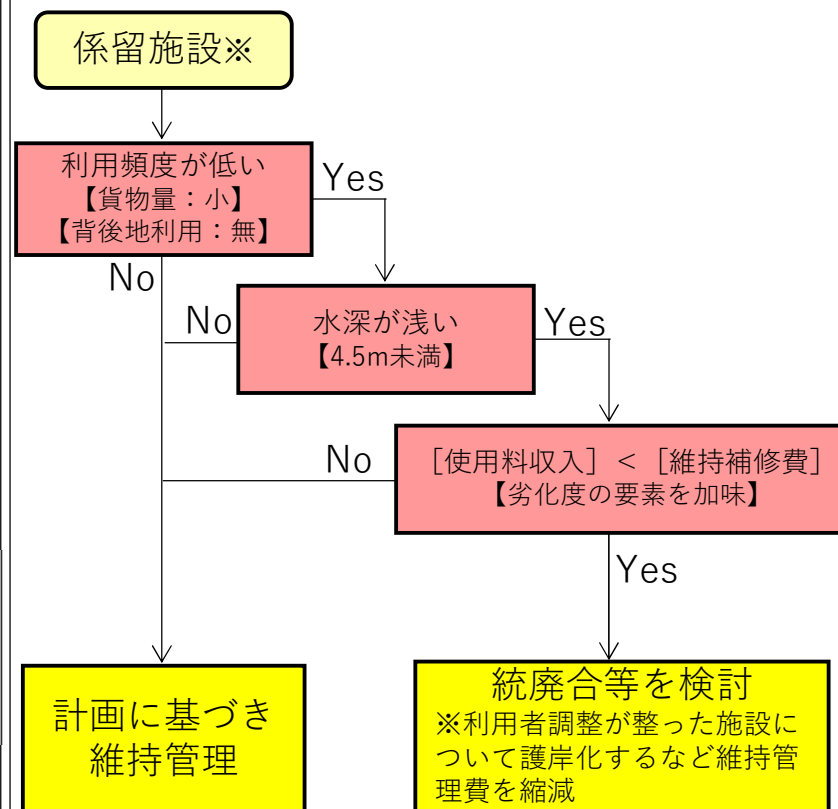 係留施設※
利用頻度が低い
【貨物量：小】
【背後地利用：無】
Yes
No
水深が浅い
【4.5m未満】
No
Yes
［使用料収入］＜［維持補修費］
【劣化度の要素を加味】
No
Yes
計画に基づき
維持管理
統廃合等を検討
※利用者調整が整った施設に
ついて護岸化するなど維持管
理費を縮減